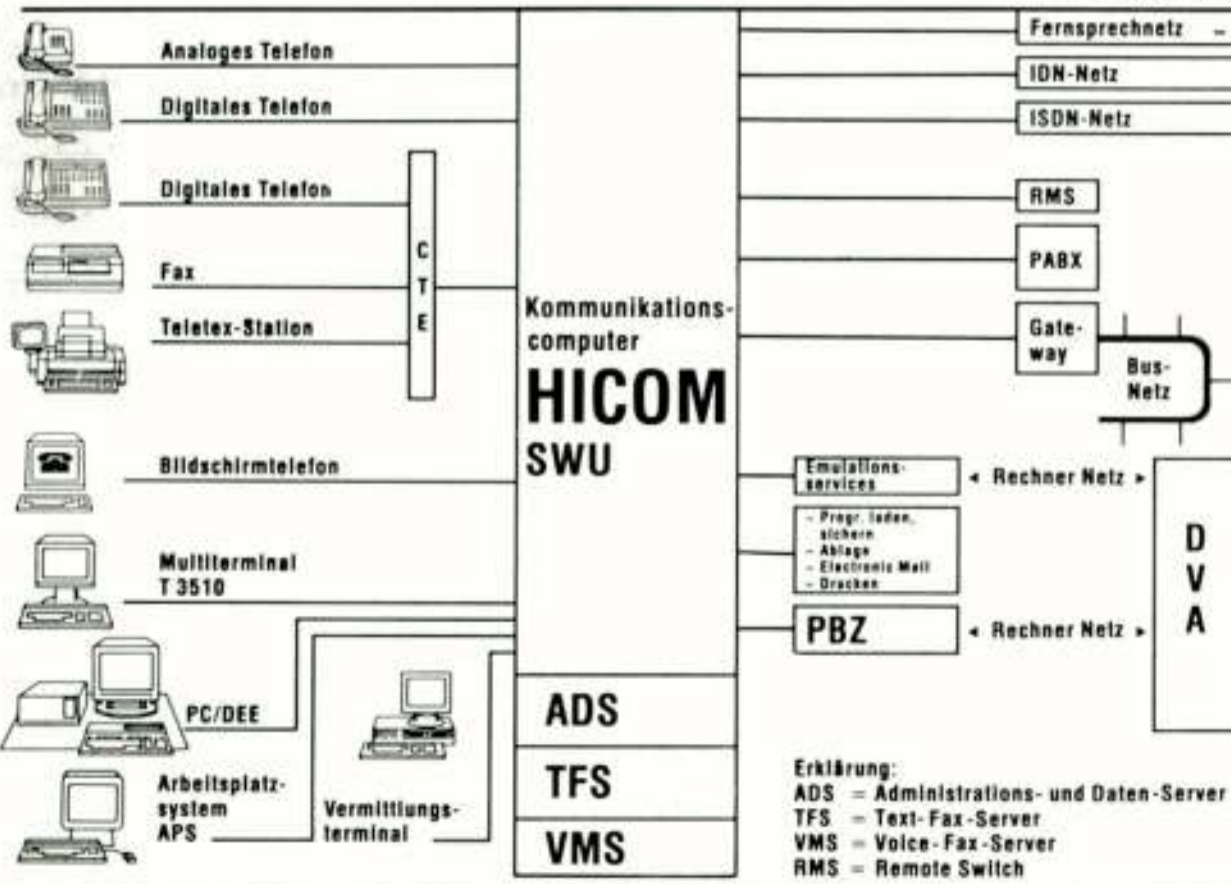 Analoges Telefon
Digitales Telefon
Digitales Telefon
Fax
Teletex-Station
C
T
E
Bildschirmtelefon
Multiterminal
T 3510
PC/DEE
Arbeitsplatz-
system
APS
Vermittlungs-
terminal
Kommunikations-
computer
HICOM
SWU
ADS
TFS
VMS
Fernsprechnetz -
IDN-Netz
ISDN-Netz
RMS
PABX
Gate-
way
Bus-
Netz
Emulations-
services
◄ Rechner Netz ►
- Progr. laden,
sichern
- Ablage
- Electronic Mail
- Drucken
PBZ
◄ Rechner Netz ►
D
V
A
Erklärung:
ADS = Administrations- und Daten-Server
TFS = Text-Fax-Server
VMS = Voice-Fax-Server
RMS = Remote Switch